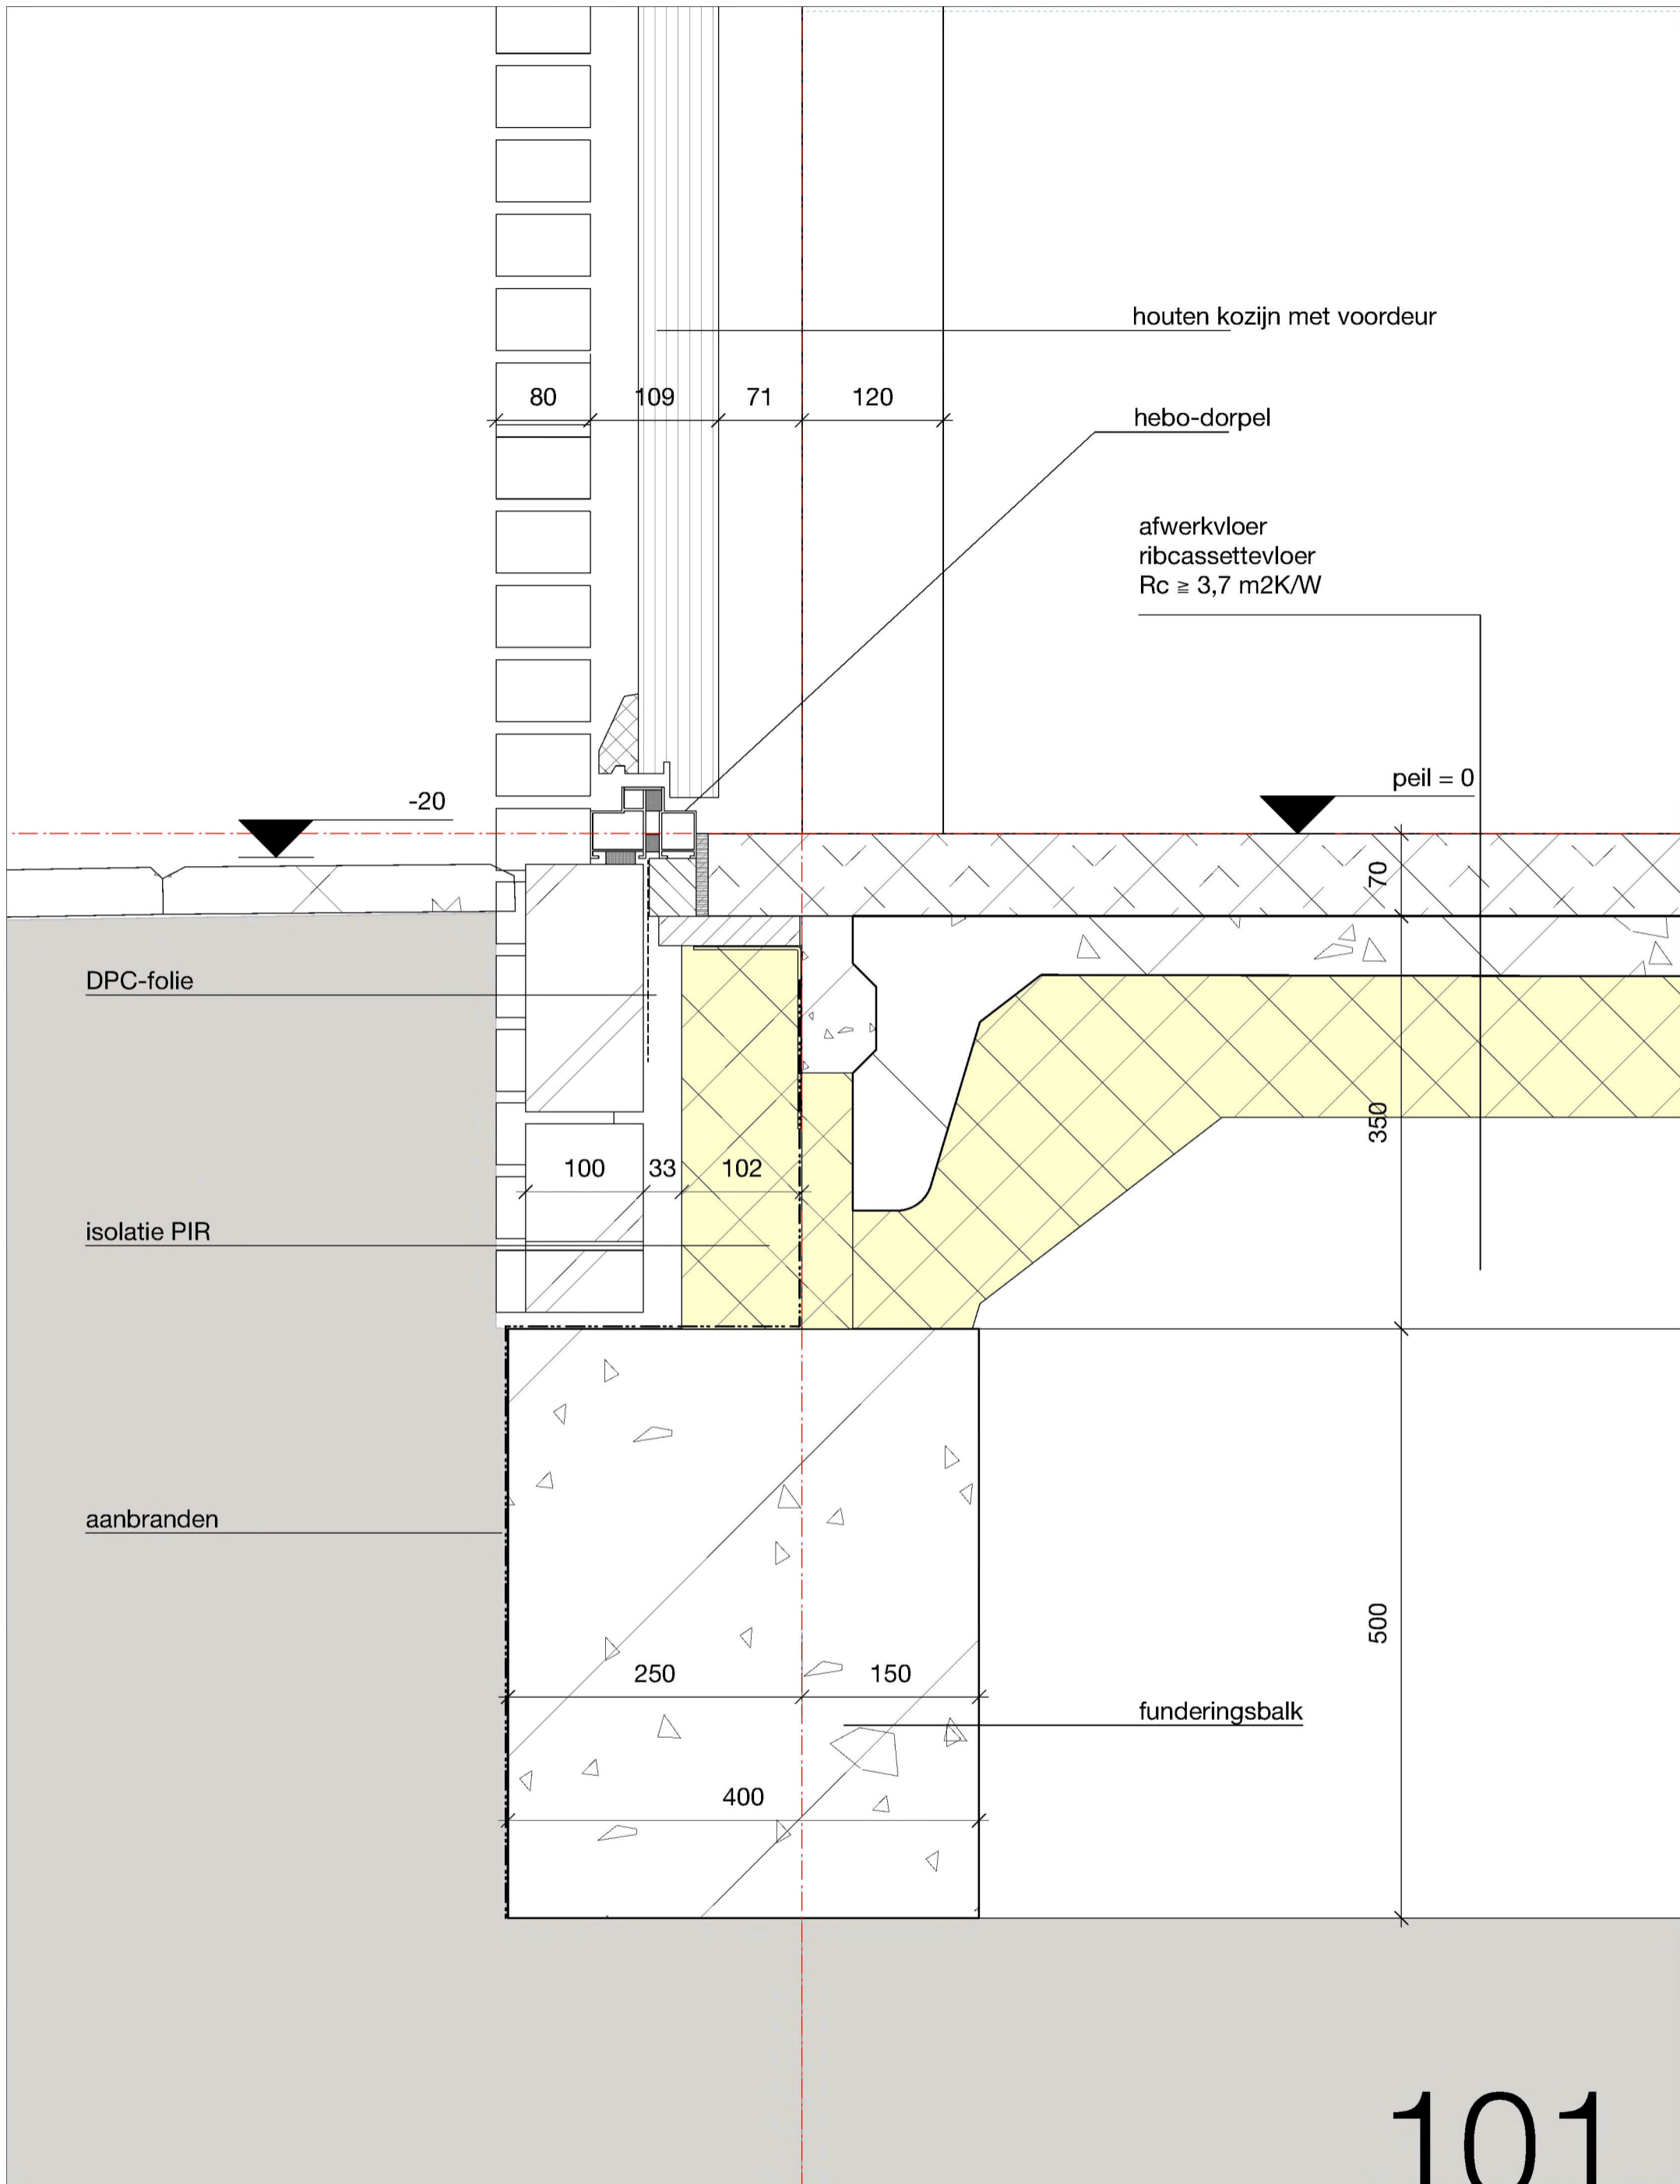 houten kozijn met voordeur
80
109
71
120
hebo-dorpel
afwerkvloer
ribcassettevloer
Rc ≧ 3,7 m2K/W
peil = 0
-20
70
DPC-folie
350
100
33
102
isolatie PIR
aanbranden
500
250
150
funderingsbalk
400
101